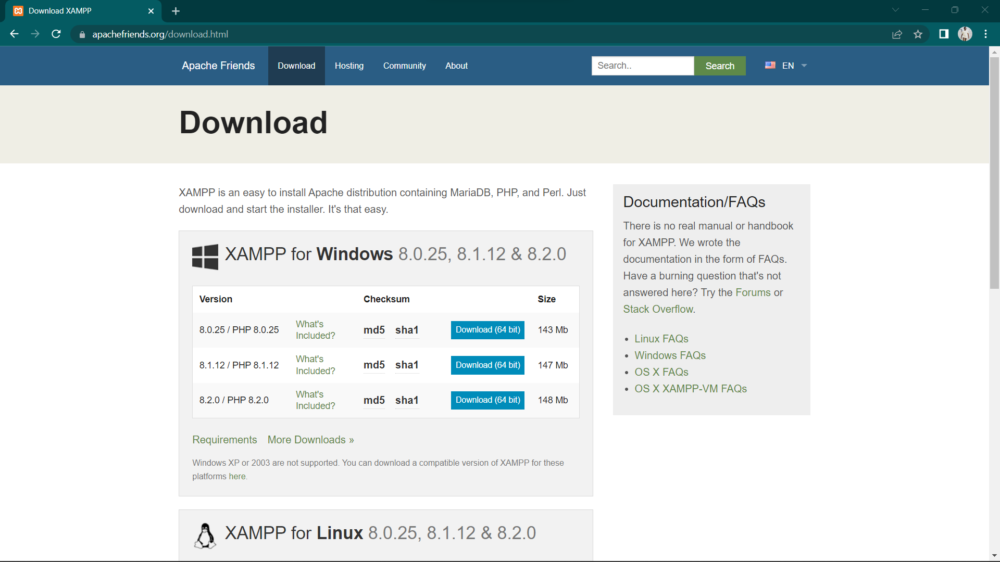 Download XAMPP
apachefriends.org/download.html
Apache Friends
Download
Hosting
Community
About
Search..
Search
EN
Download
XAMPP is an easy to install Apache distribution containing MariaDB, PHP, and Perl. Just
download and start the installer. It's that easy.
XAMPP for Windows 8.0.25, 8.1.12 & 8.2.0
Version Checksum Size
8.0.25 / PHP 8.0.25 What's Included? md5 sha1 Download (64 bit) 143 Mb
8.1.12 / PHP 8.1.12 What's Included? md5 sha1 Download (64 bit) 147 Mb
8.2.0 / PHP 8.2.0 What's Included? md5 sha1 Download (64 bit) 148 Mb
Requirements More Downloads »
Windows XP or 2003 are not supported. You can download a compatible version of XAMPP for these
platforms here.
XAMPP for Linux 8.0.25, 8.1.12 & 8.2.0
Documentation/FAQs
There is no real manual or handbook
for XAMPP. We wrote the
documentation in the form of FAQs.
Have a burning question that's not
answered here? Try the Forums or
Stack Overflow.
• Linux FAQs
• Windows FAQs
• OS X FAQs
• OS X XAMPP-VM FAQs